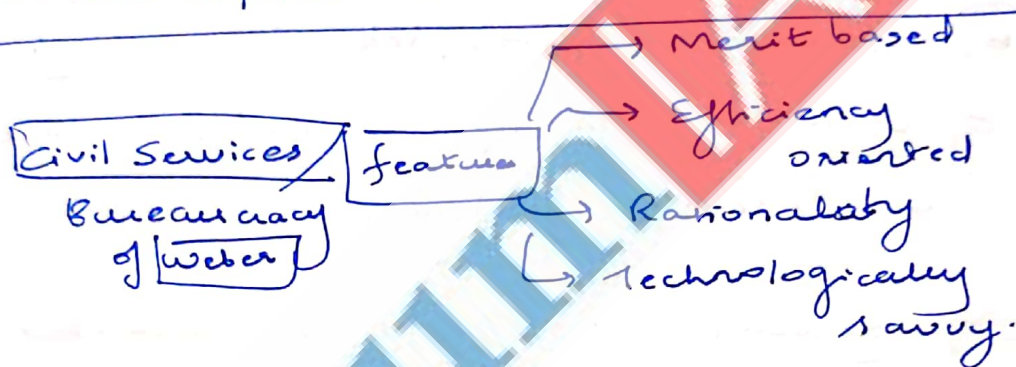 Civil Services / Bureaucracy of Weber
features
→ Merit based
→ Efficiency oriented
→ Rationality
→ Technologically savvy.